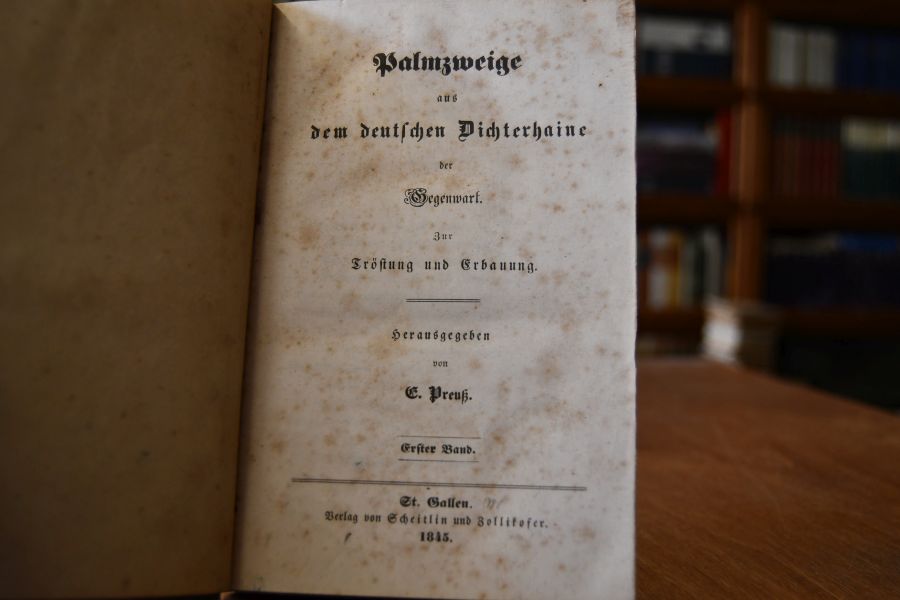 Palmzweige
aus
dem deutschen Dichterhaine
der
Gegenwart.
Zur
Tröstung und Erbauung.
Herausgegeben
von
E. Preuß.
Erster Band.
St. Gallen.
Verlag von Scheitlin und Zollikofer.
1845.